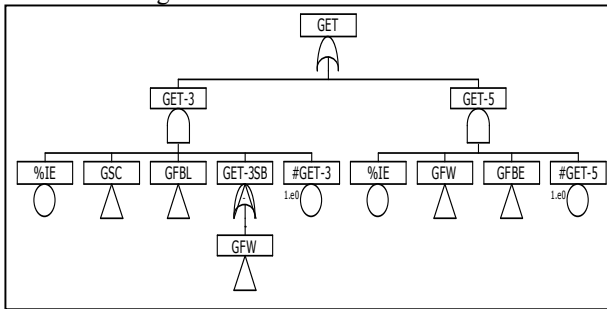 GET
GET-3
GET-5
%IE
GSC
GFBL
GET-3SB
#GET-3
%IE
GFW
GFBE
#GET-5
1.e0
1.e0
GFW